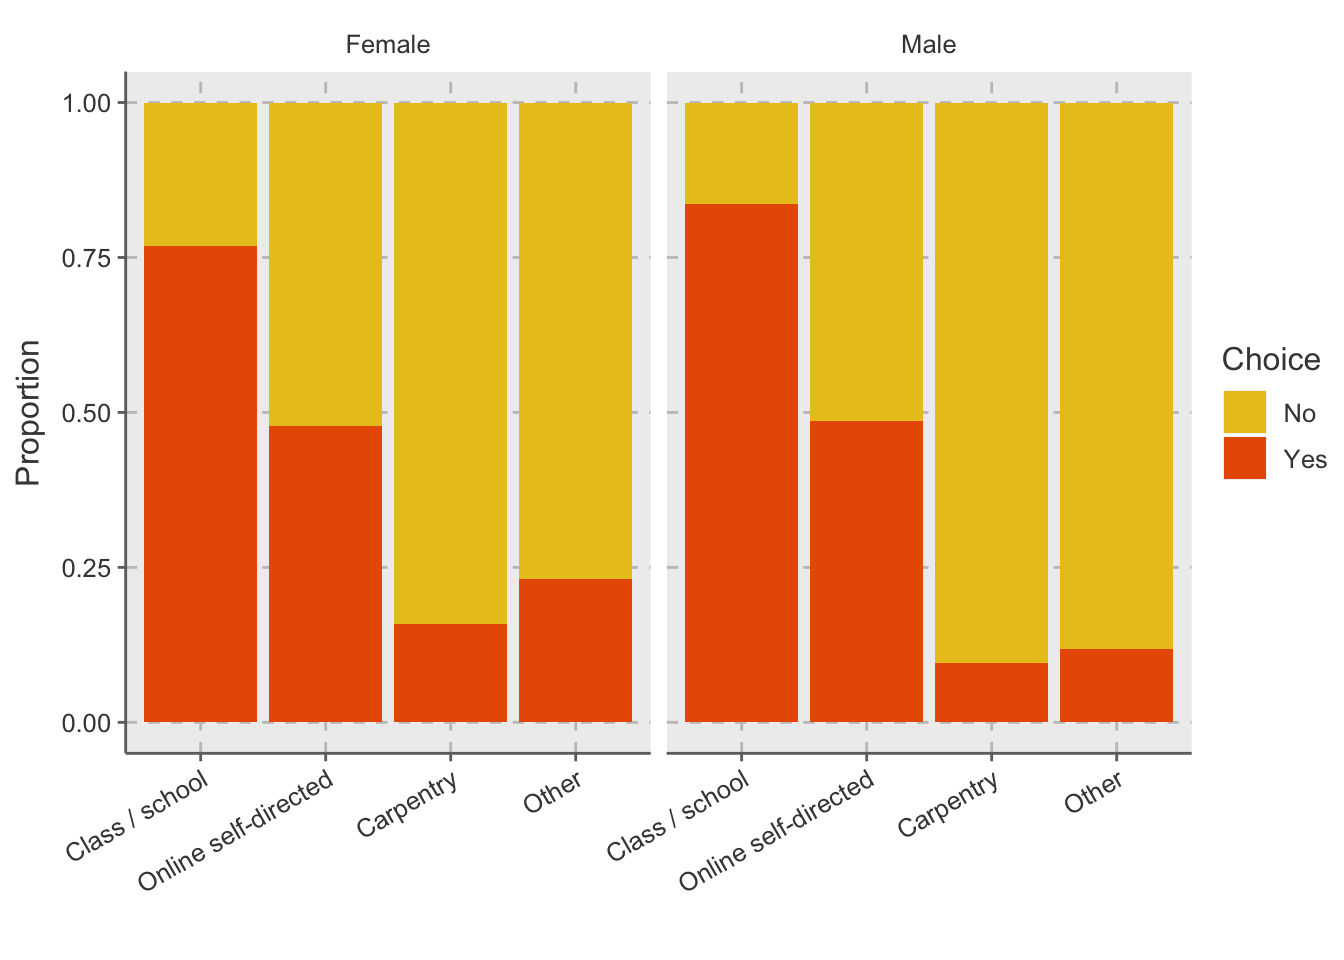 Female
Male
1.00
0.75
0.50
0.25
0.00
Proportion
Class / school
Online self-directed
Carpentry
Other
Class / school
Online self-directed
Carpentry
Other
Choice
No
Yes